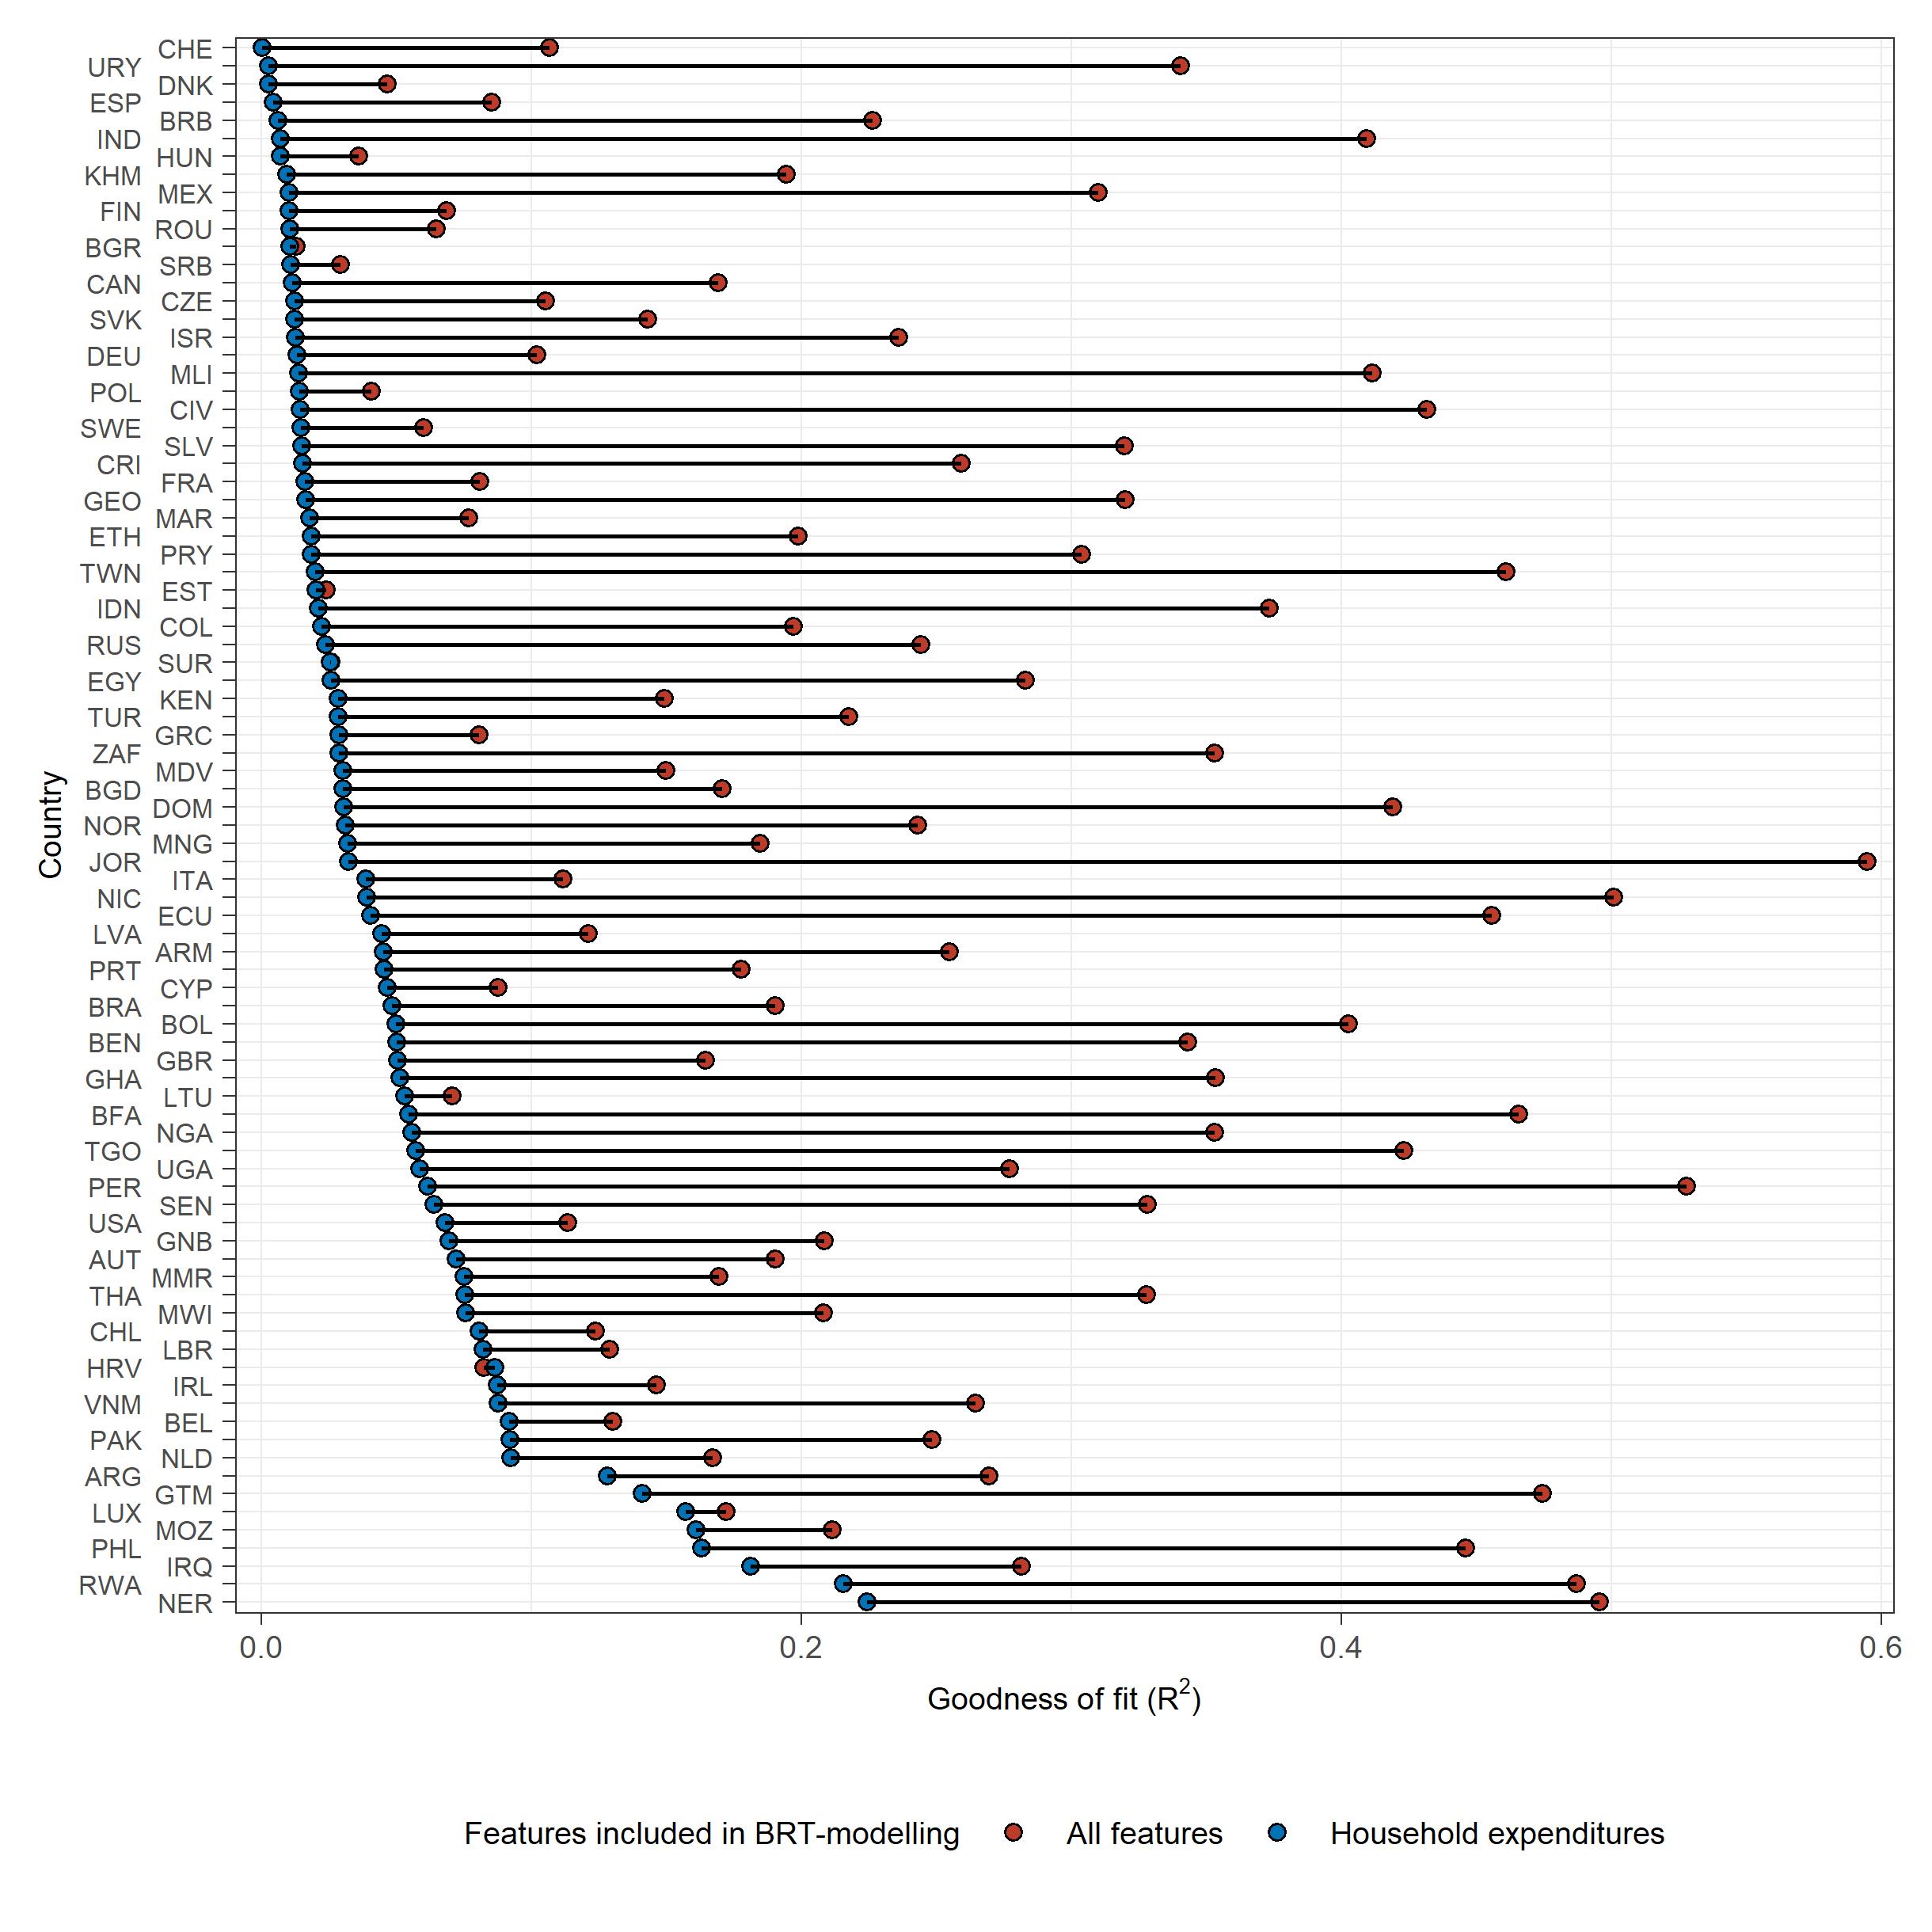 CHE
URY
DNK
ESP
BRB
IND
HUN
KHM
MEX
FIN
ROU
BGR
SRB
CAN
CZE
SVK
ISR
DEU
MLI
POL
CIV
SWE
SLV
CRI
FRA
GEO
MAR
ETH
PRY
TWN
EST
IDN
COL
RUS
SUR
EGY
KEN
TUR
GRC
ZAF
MDV
BGD
DOM
NOR
MNG
JOR
ITA
NIC
ECU
LVA
ARM
PRT
CYP
BRA
BOL
BEN
GBR
GHA
LTU
BFA
NGA
TGO
UGA
PER
SEN
USA
GNB
AUT
MMR
THA
MWI
CHL
LBR
HRV
IRL
VNM
BEL
PAK
NLD
ARG
GTM
LUX
MOZ
PHL
IRQ
RWA
NER
Country
0.0 0.2 0.4 0.6
Goodness of fit (R²)
Features included in BRT-modelling All features Household expenditures